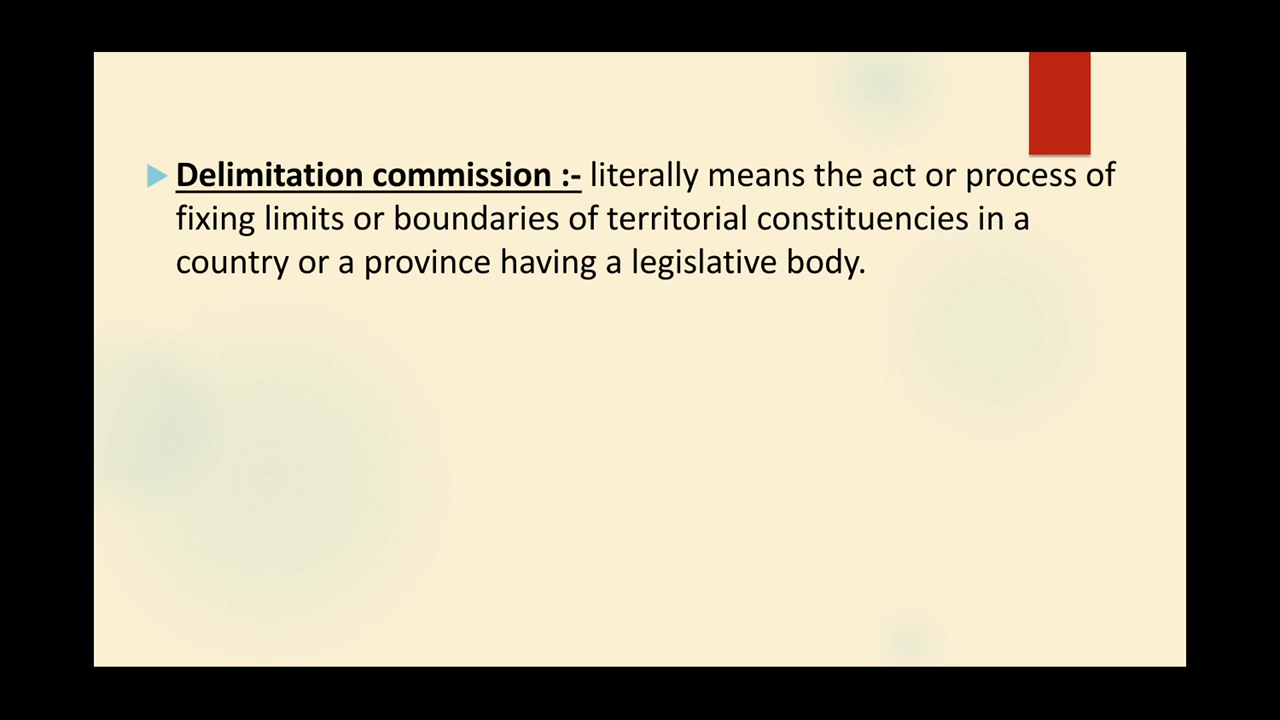 Delimitation commission :- literally means the act or process of
fixing limits or boundaries of territorial constituencies in a
country or a province having a legislative body.